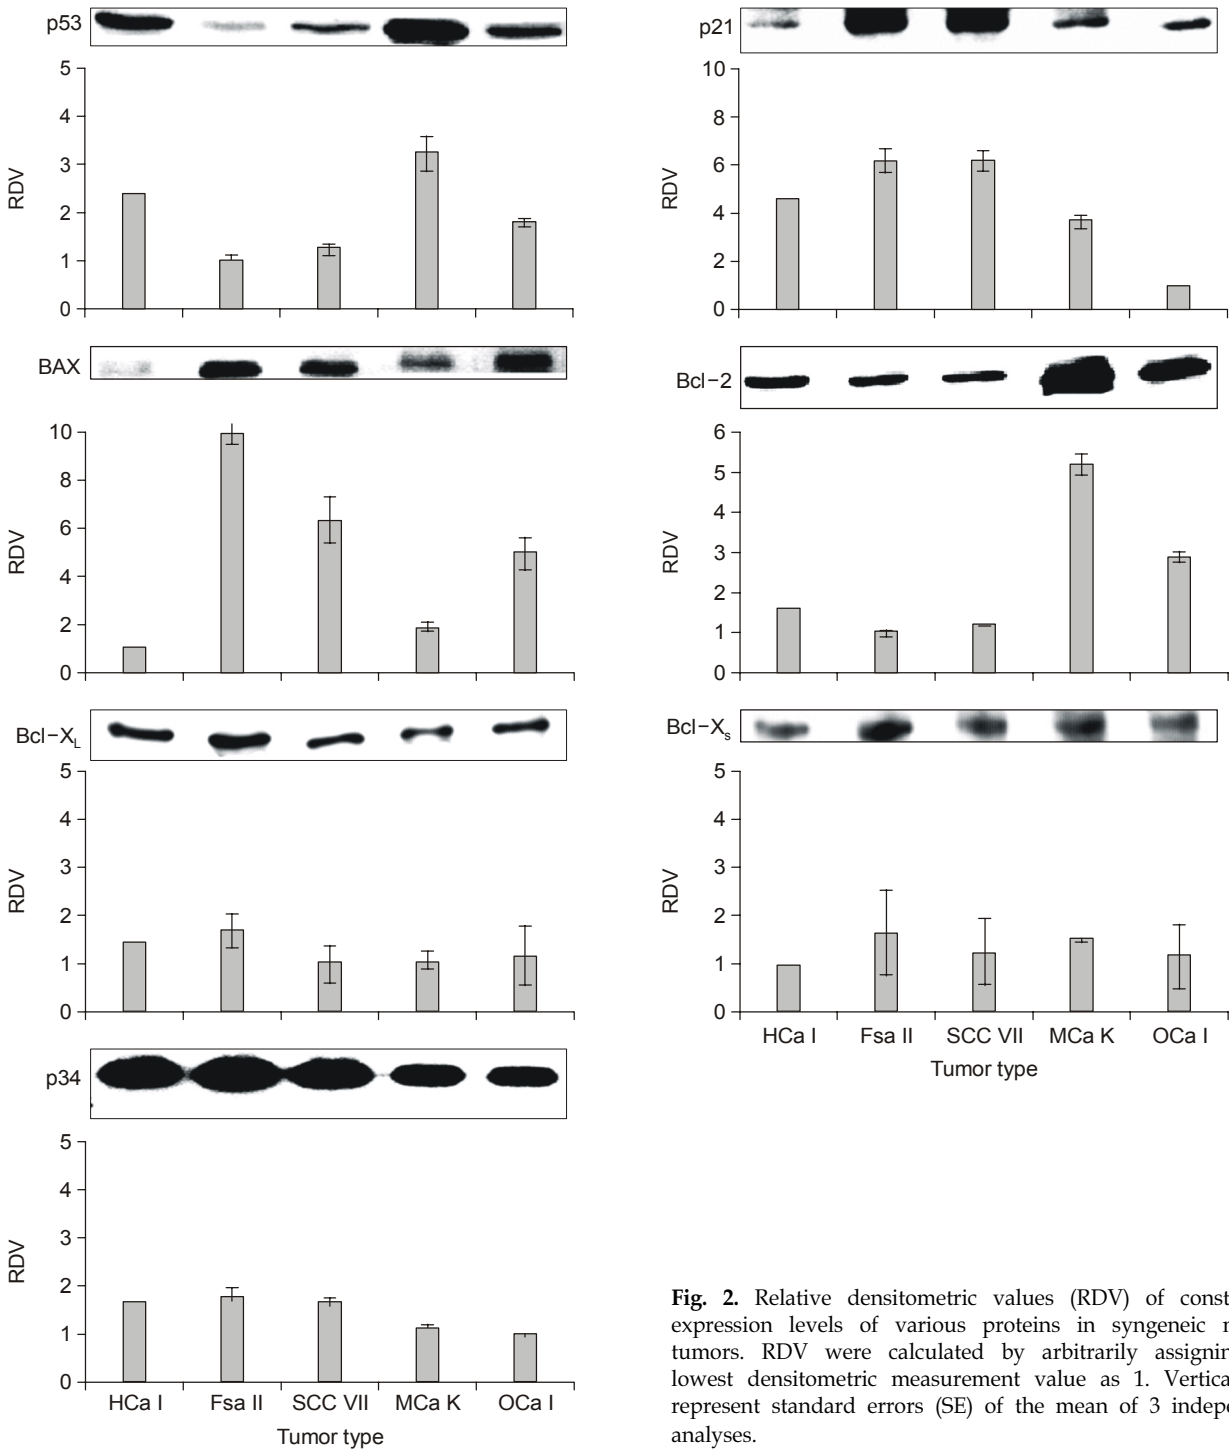 p53
5
4
3
2
1
0
RDV
p21
10
8
6
4
2
0
RDV
BAX
10
8
6
4
2
0
RDV
Bcl-2
6
5
4
3
2
1
0
RDV
Bcl-XL
5
4
3
2
1
0
RDV
Bcl-Xs
5
4
3
2
1
0
RDV
HCa I Fsa II SCC VII MCa K OCa I
Tumor type
p34
5
4
3
2
1
0
RDV
HCa I Fsa II SCC VII MCa K OCa I
Tumor type
Fig. 2. Relative densitometric values (RDV) of const
expression levels of various proteins in syngeneic
tumors. RDV were calculated by arbitrarily assignin
lowest densitometric measurement value as 1. Vertica
represent standard errors (SE) of the mean of 3 indep
analyses.